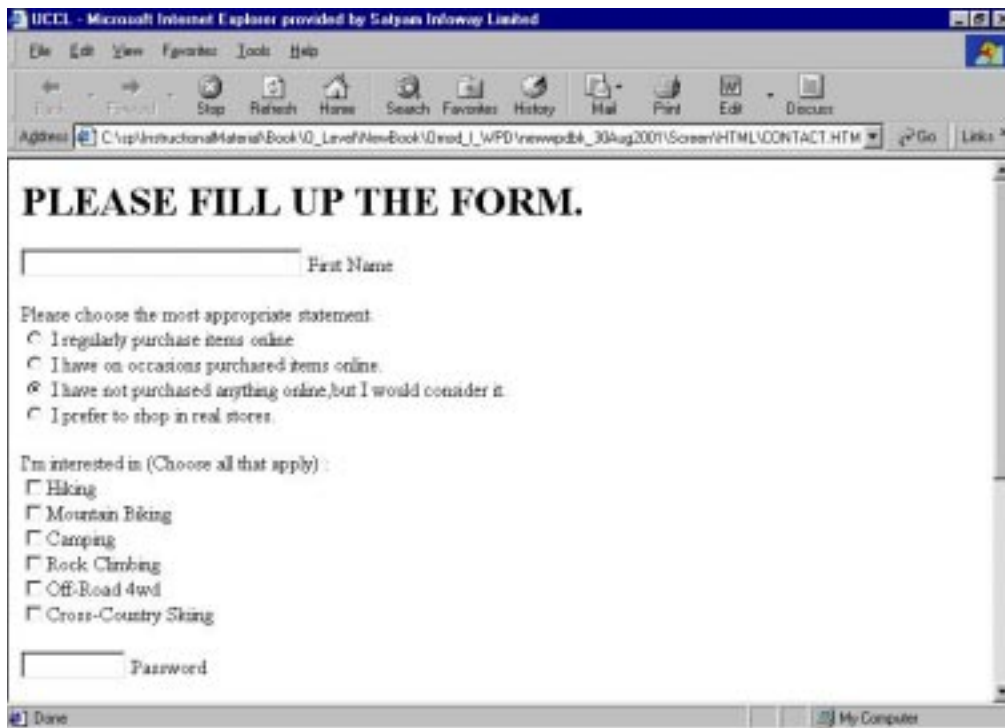 UCCL - Microsoft Internet Explorer provided by Satyam Infoway Limited
File Edit View Favorites Tools Help
Back Forward Stop Refresh Home Search Favorites History Mail Print Edit Discuss
Address Go Links
PLEASE FILL UP THE FORM.
First Name
Please choose the most appropriate statement.
I regularly purchase items online
I have on occasions purchased items online.
I have not purchased anything online,but I would consider it.
I prefer to shop in real stores.
I'm interested in (Choose all that apply) :
Hiking
Mountain Biking
Camping
Rock Climbing
Off-Road 4wd
Cross-Country Skiing
Password
Done My Computer